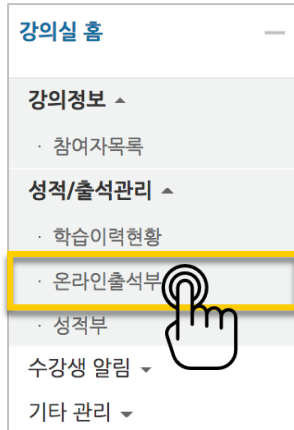 강의실 홈
강의정보
· 참여자목록
성적/출석관리
· 학습이력현황
· 온라인출석부
· 성적부
수강생 알림
기타 관리